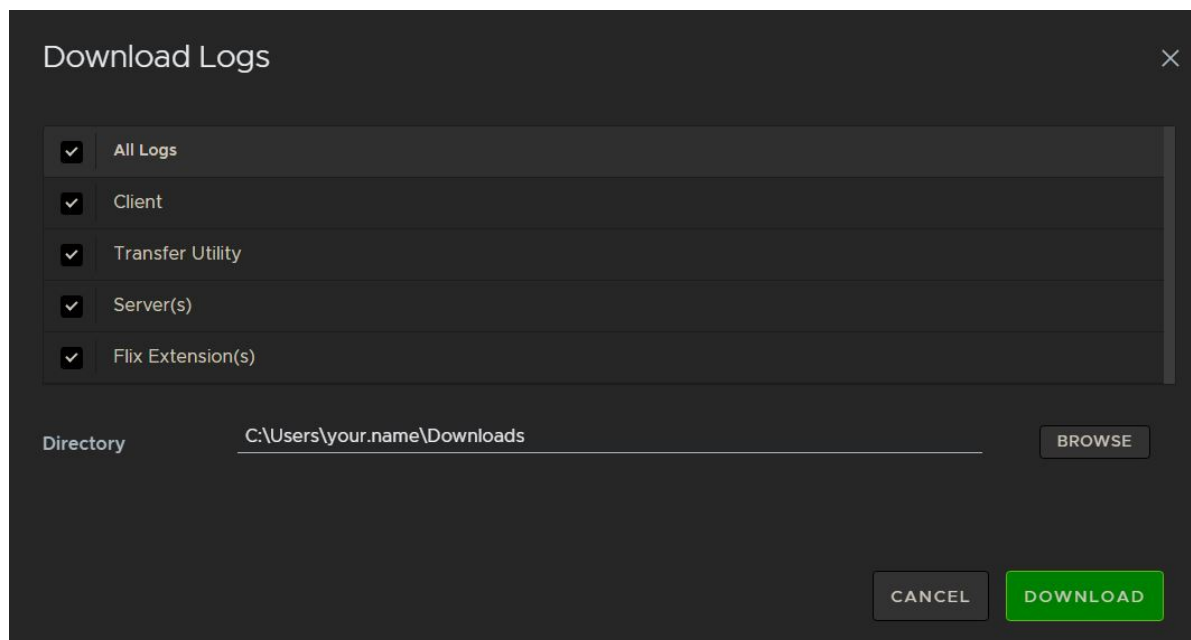 Download Logs
All Logs
Client
Transfer Utility
Server(s)
Flix Extension(s)
Directory C:\Users\your.name\Downloads BROWSE
CANCEL DOWNLOAD